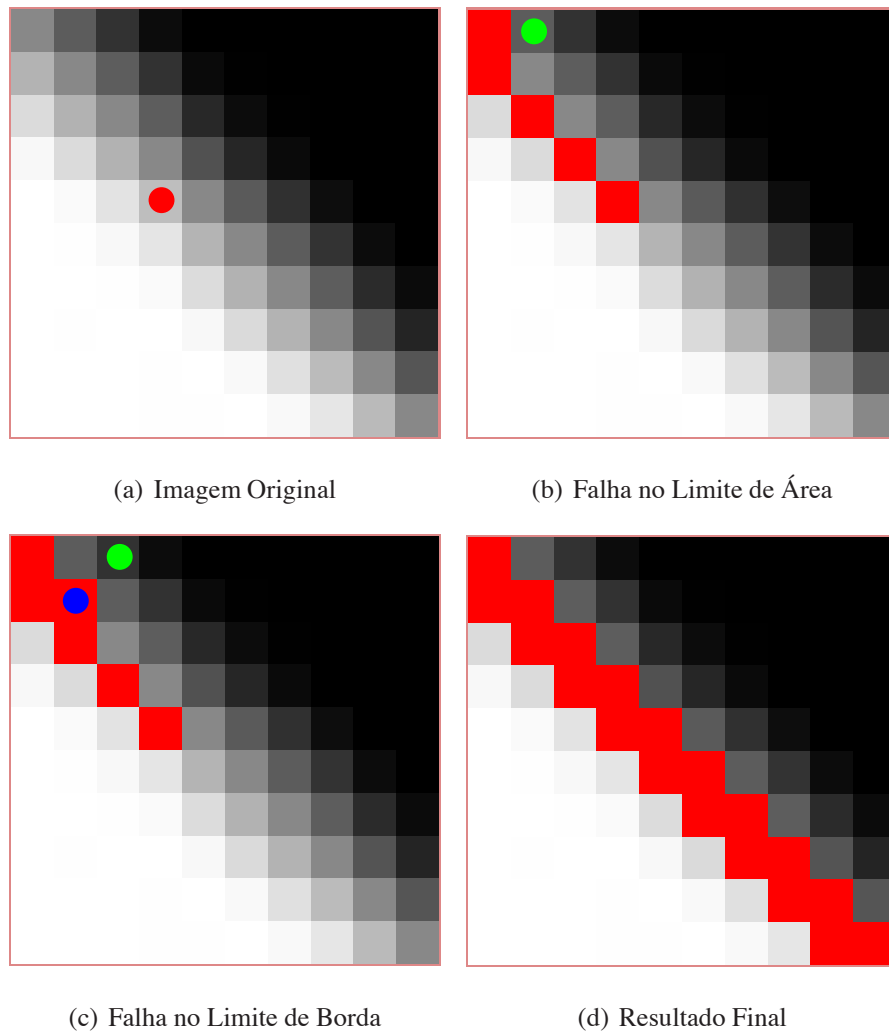 (a) Imagem Original
(b) Falha no Limite de Área
(c) Falha no Limite de Borda
(d) Resultado Final